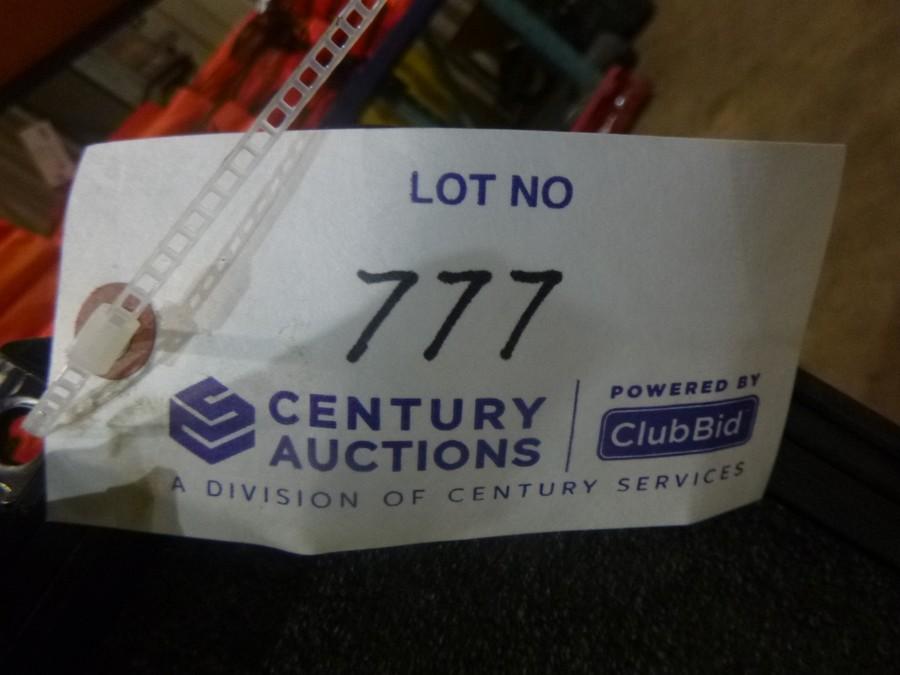 LOT NO
777
CENTURY AUCTIONS
POWERED BY
ClubBid
A DIVISION OF CENTURY SERVICES